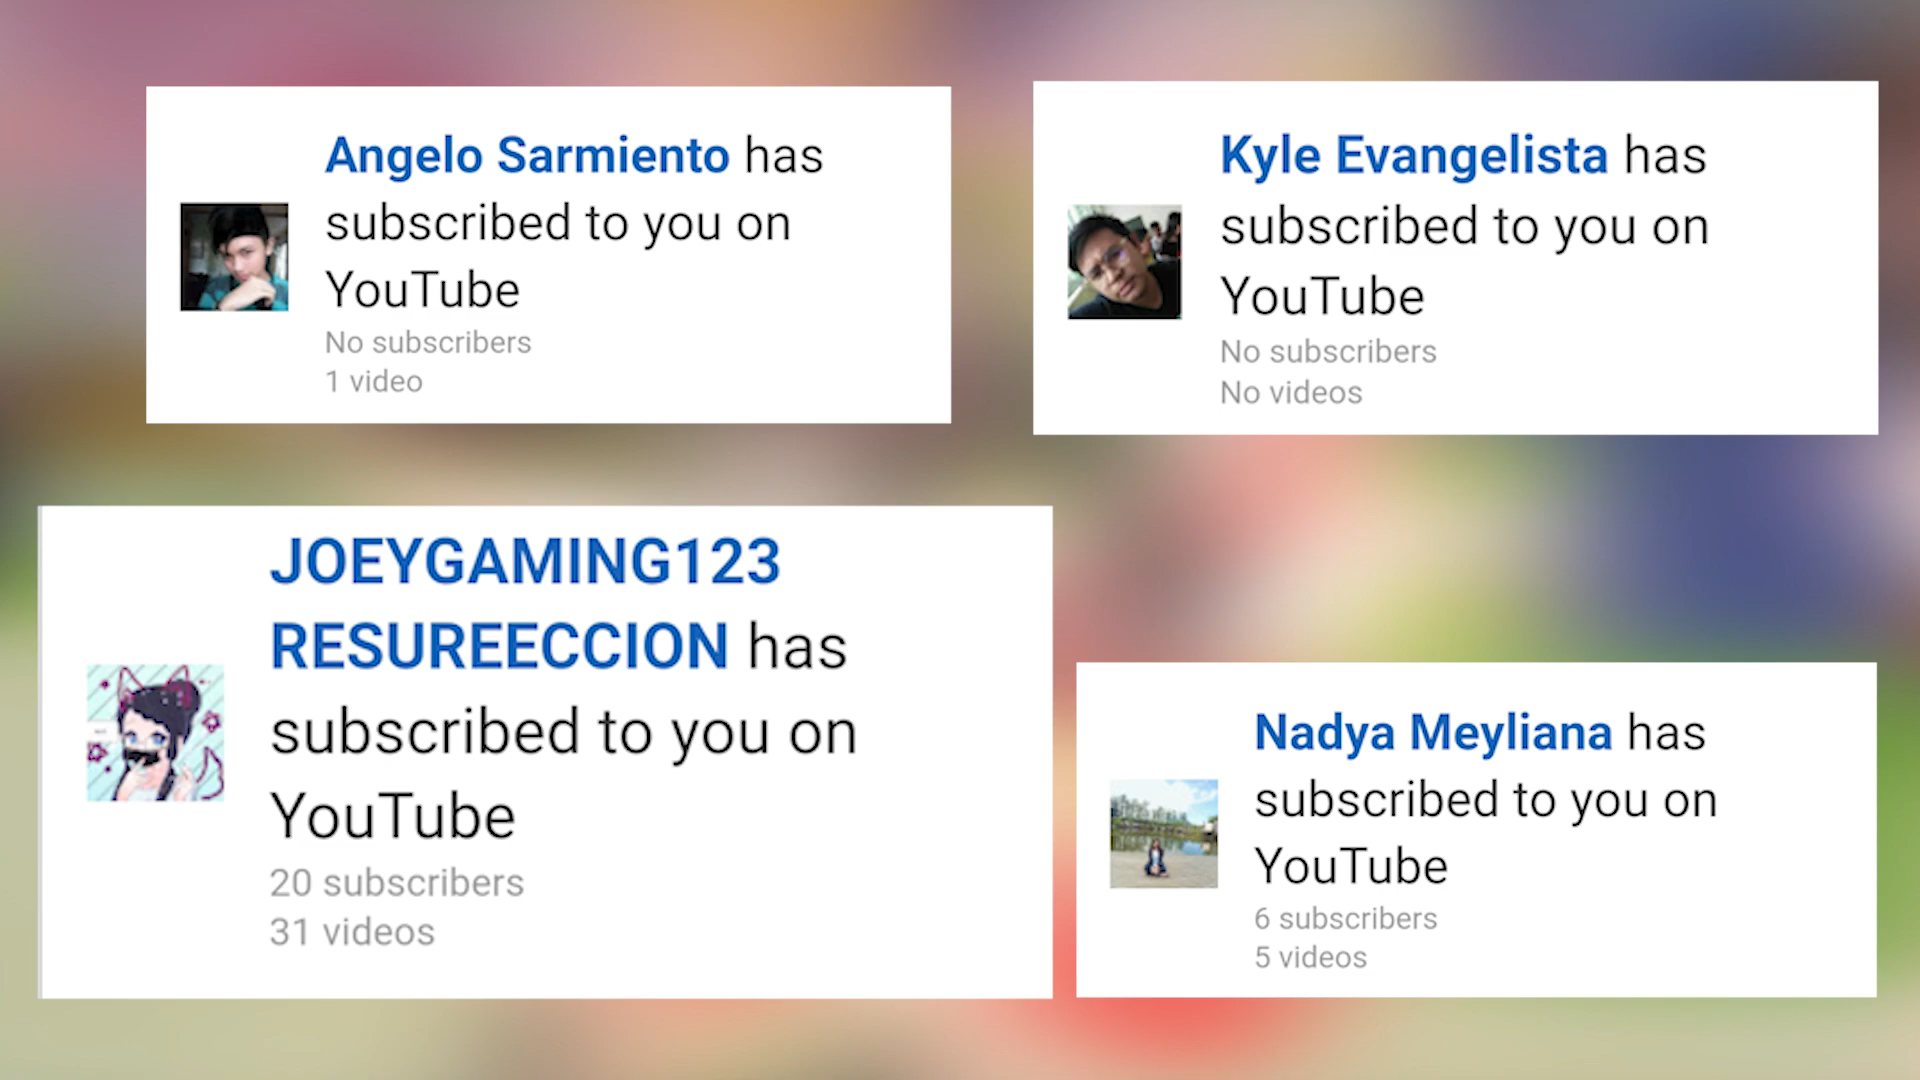 Angelo Sarmiento has
subscribed to you on
YouTube
No subscribers
1 video
Kyle Evangelista has
subscribed to you on
YouTube
No subscribers
No videos
JOEYGAMING123
RESUREECCION has
subscribed to you on
YouTube
20 subscribers
31 videos
Nadya Meyliana has
subscribed to you on
YouTube
6 subscribers
5 videos